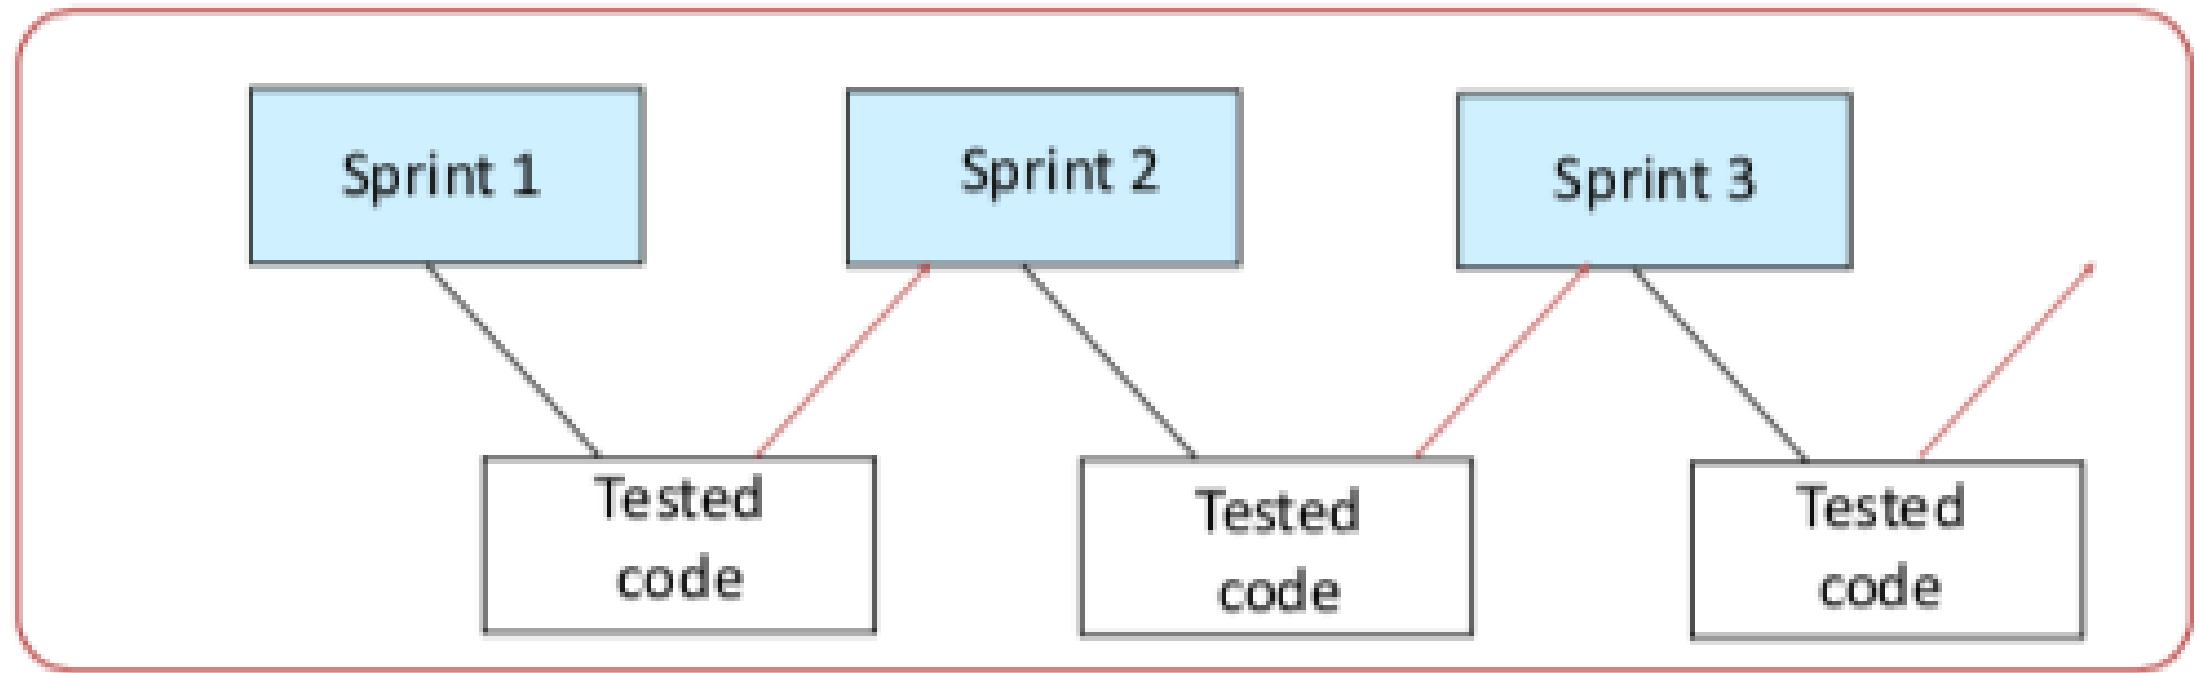 Sprint 1
Sprint 2
Sprint 3
Tested
code
Tested
code
Tested
code